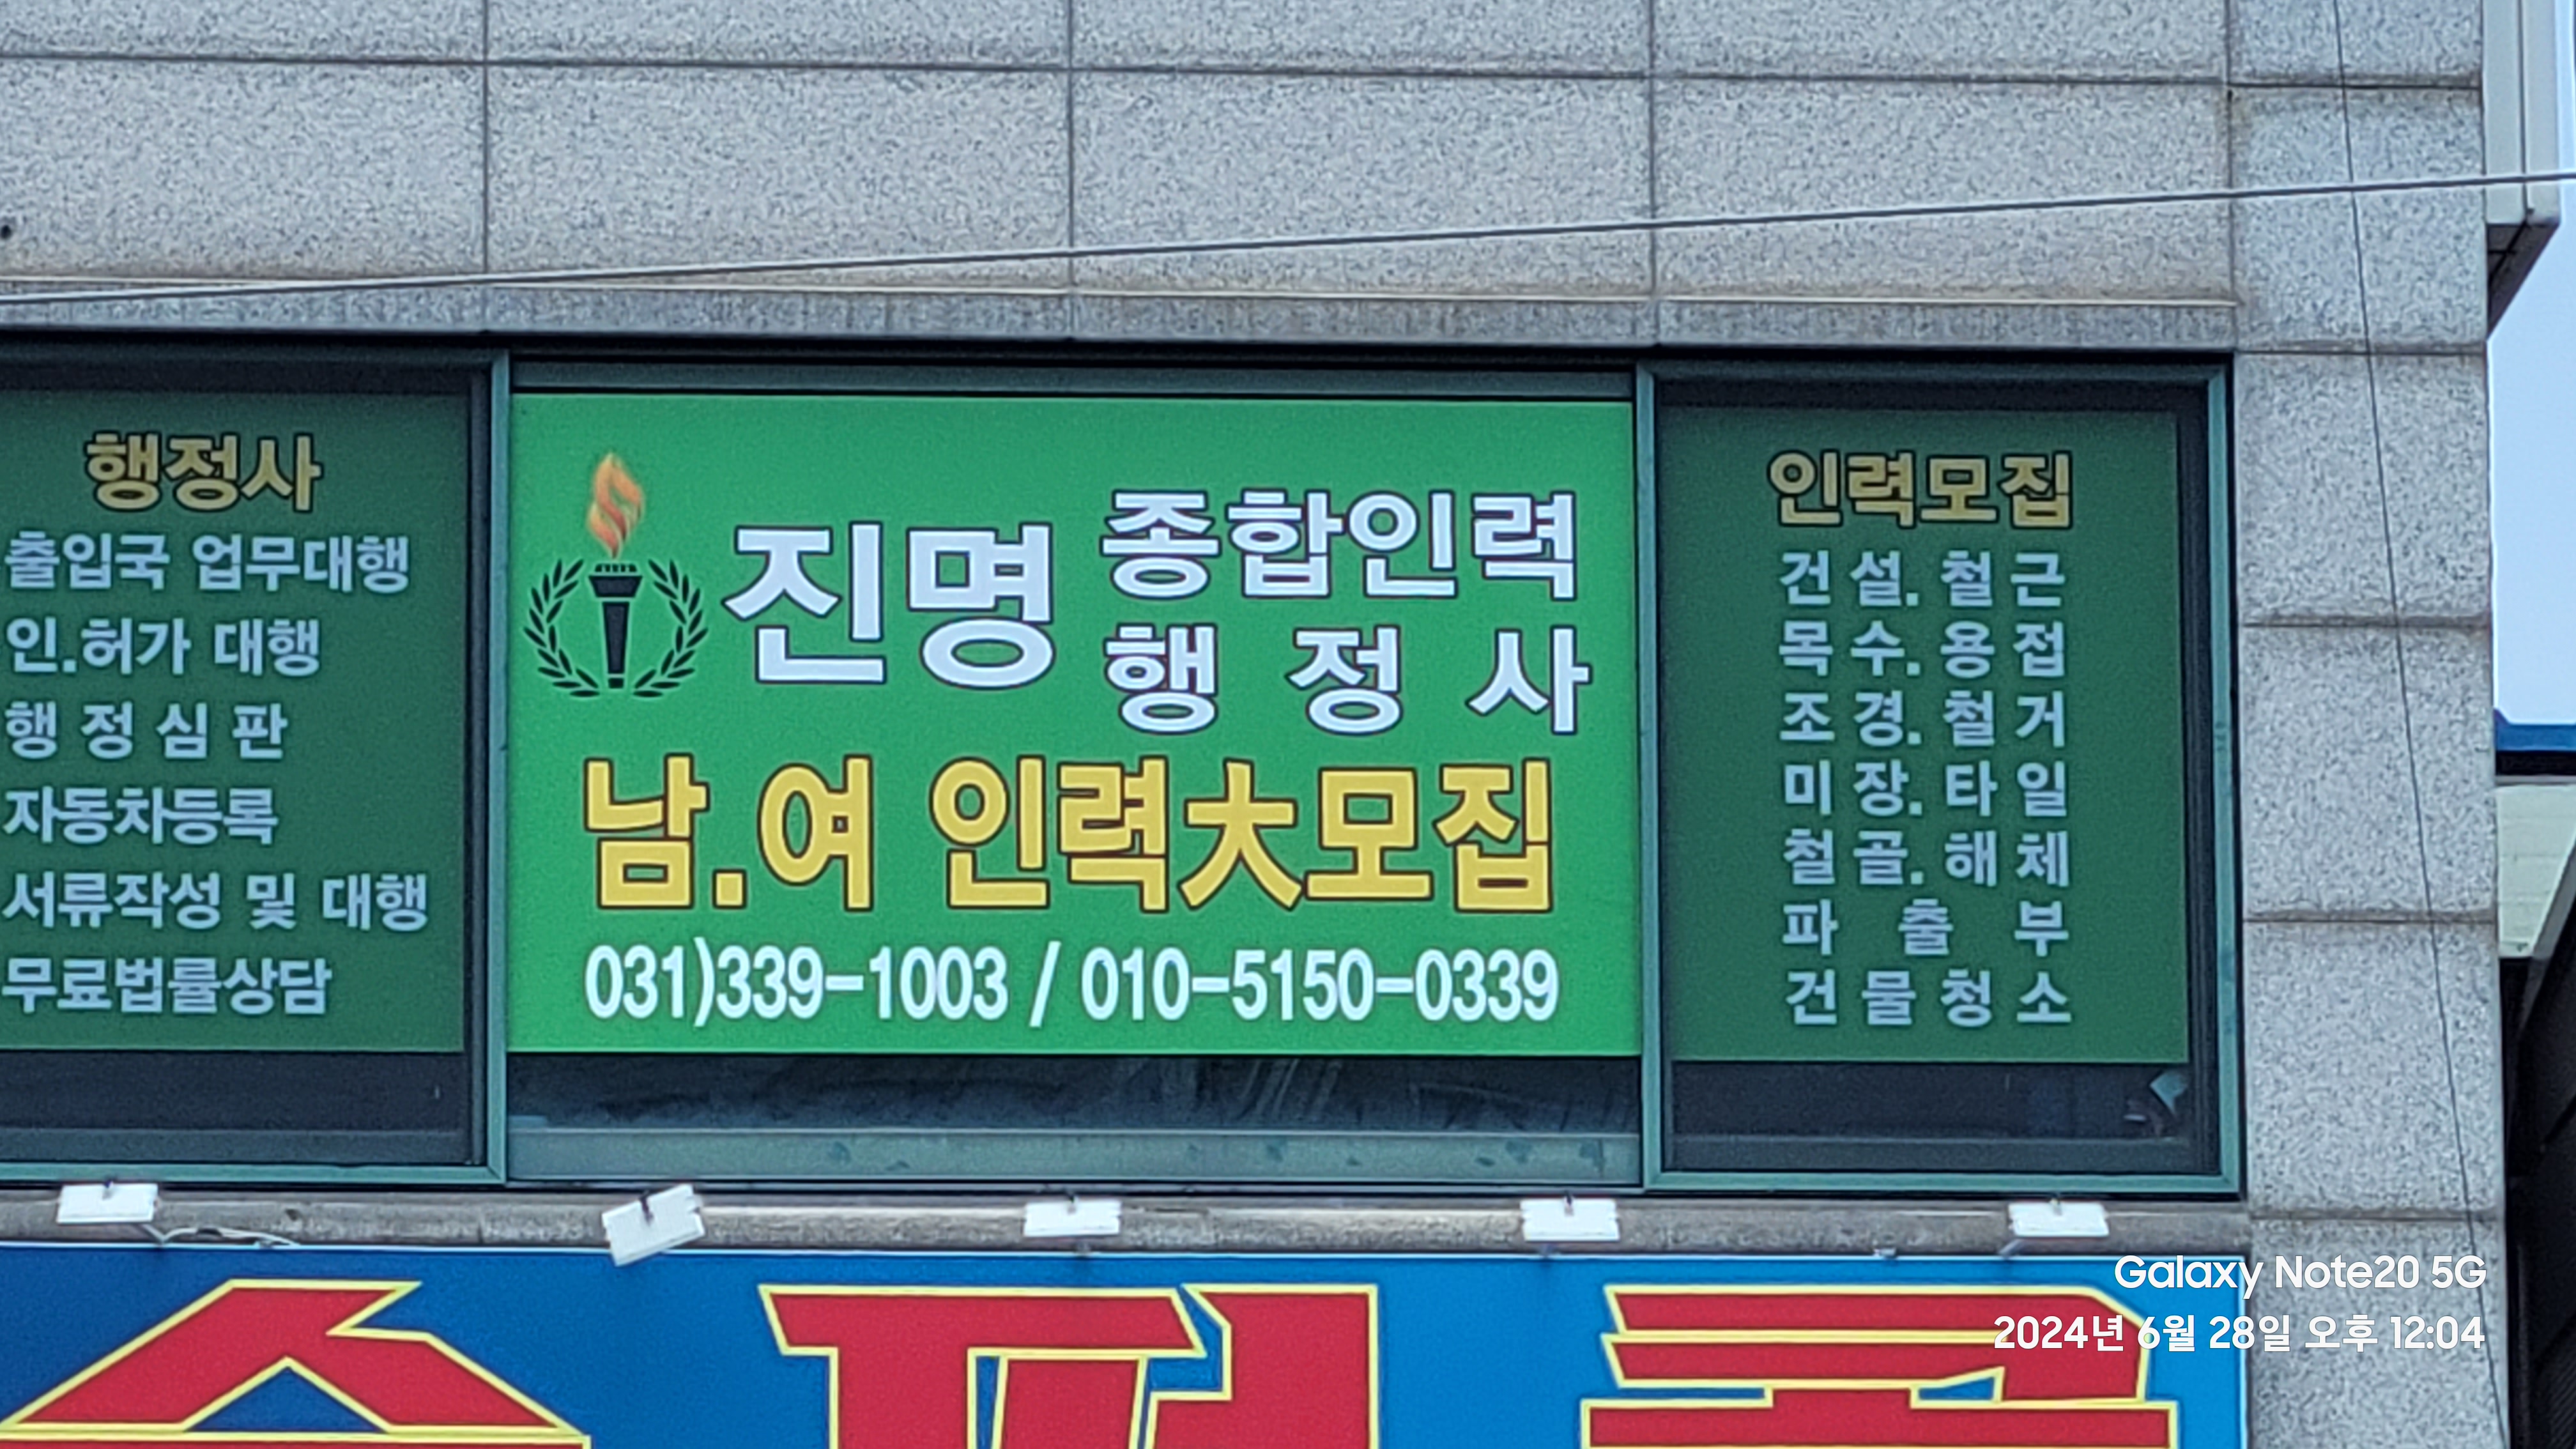 행정사
출입국 업무대행
인.허가 대행
행 정 심 판
자동차등록
서류작성 및 대행
무료법률상담
진명 종합인력
행 정 사
남.여 인력大모집
031)339-1003 / 010-5150-0339
인력모집
건 설. 철 근
목 수. 용 접
조 경. 철 거
미 장. 타 일
철 골. 해 체
파 출 부
건 물 청 소
Galaxy Note20 5G
2024년 6월 28일 오후 12:04